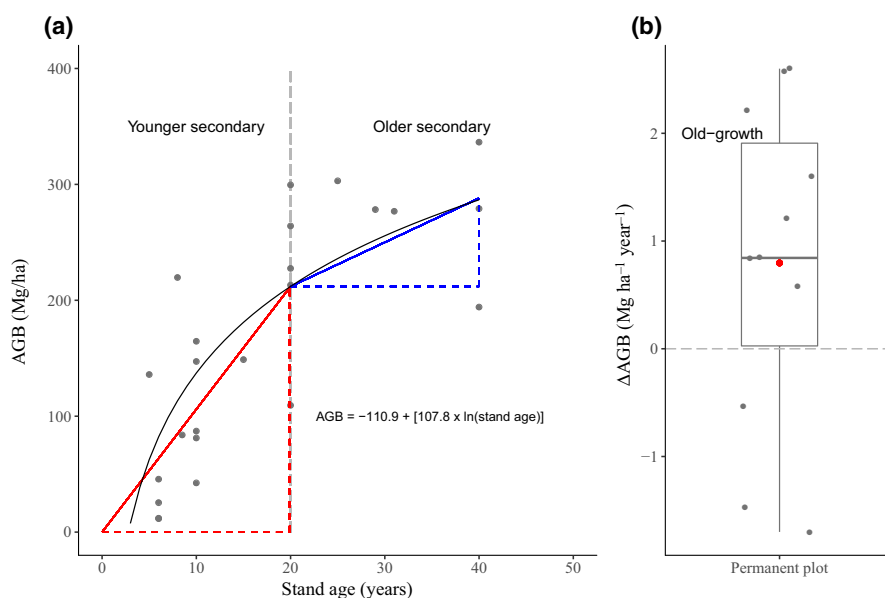 (a)
AGB (Mg/ha)
400
300
200
100
0
Younger secondary
Older secondary
AGB = −110.9 + [107.8 x ln(stand age)]
0 10 20 30 40 50
Stand age (years)
(b)
ΔAGB (Mg ha⁻¹ year⁻¹)
2
1
0
−1
Old−growth
Permanent plot